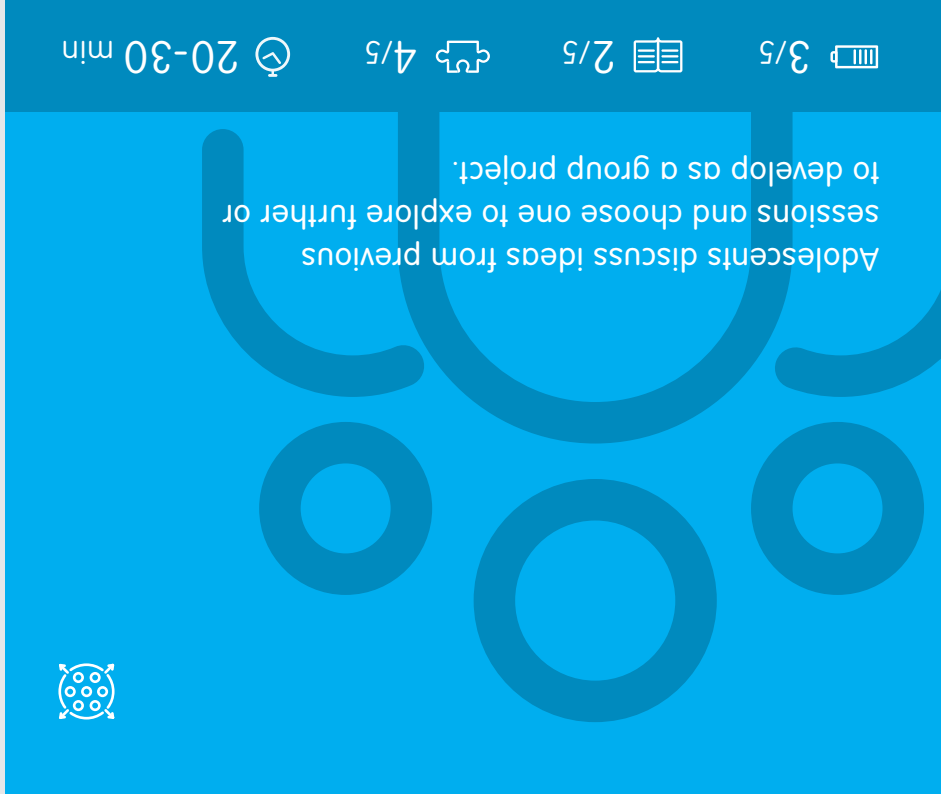 Adolescents discuss ideas from previous
sessions and choose one to explore further or
to develop as a group project.
3/5 2/5 4/5 20-30 min